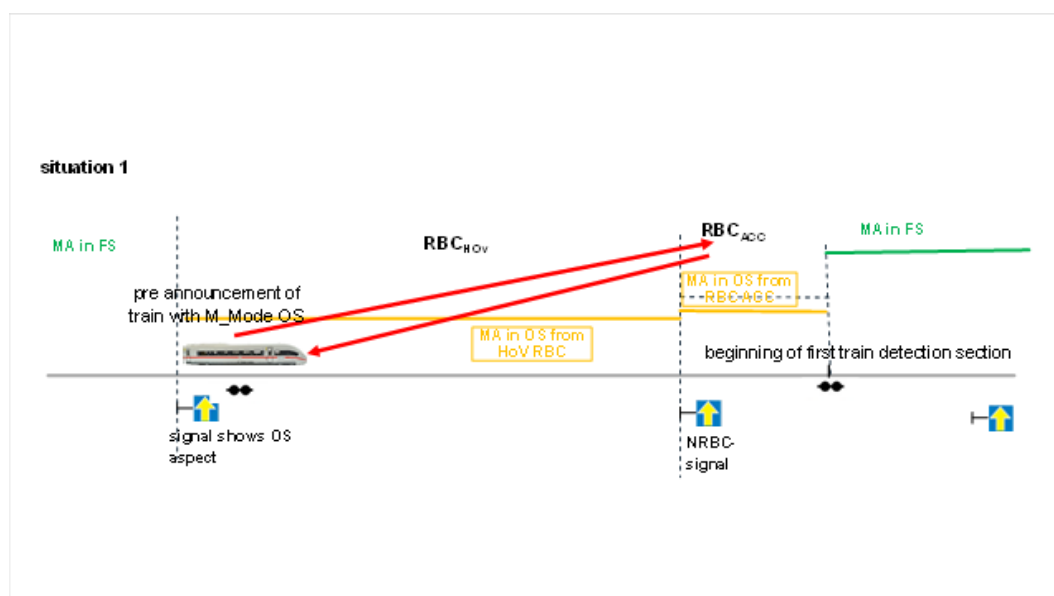 situation 1
MA in FS
RBC HOv
RBC ACC
MA in FS
pre announcement of
train with M_Mode OS
MA in OS from
RBC ACC
MA in OS from
HoV RBC
beginning of first train detection section
signal shows OS
aspect
NRBC-
signal